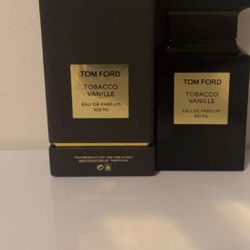 TOM FORD
TOBACCO
VANILLE
EAU DE PARFUM
100 ML
TOM FORD
TOBACCO
VANILLE
EAU DE PARFUM
100 ML